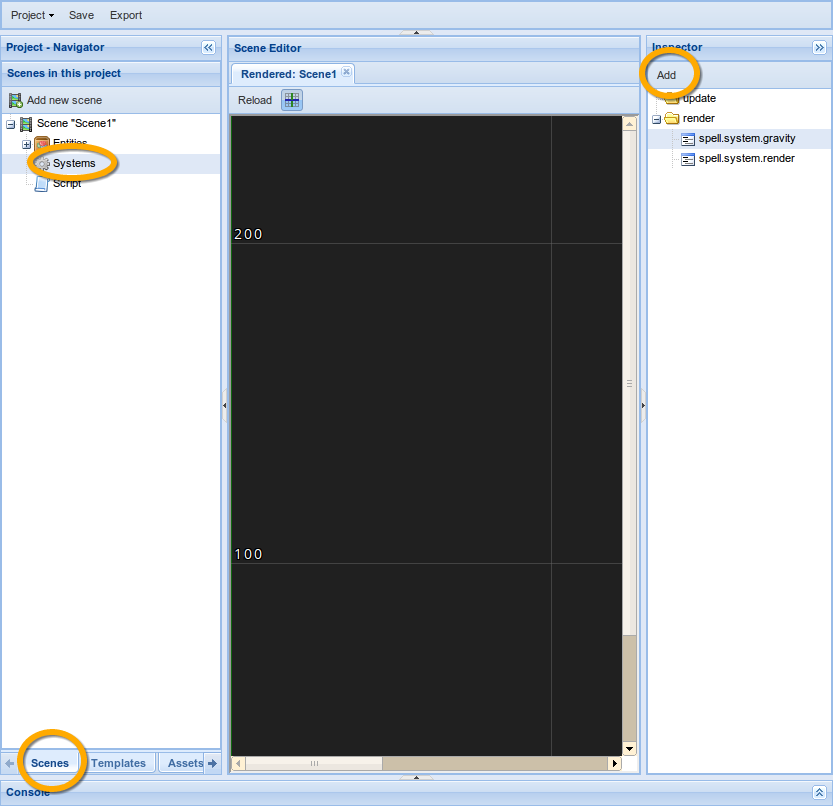 Project Save Export
Project - Navigator
Scenes in this project
Add new scene
Scene "Scene1"
Entities
Systems
Script
Scenes Templates Assets
Scene Editor
Rendered: Scene1
Reload
200
100
Inspector
Add
update
render
spell.system.gravity
spell.system.render
Console